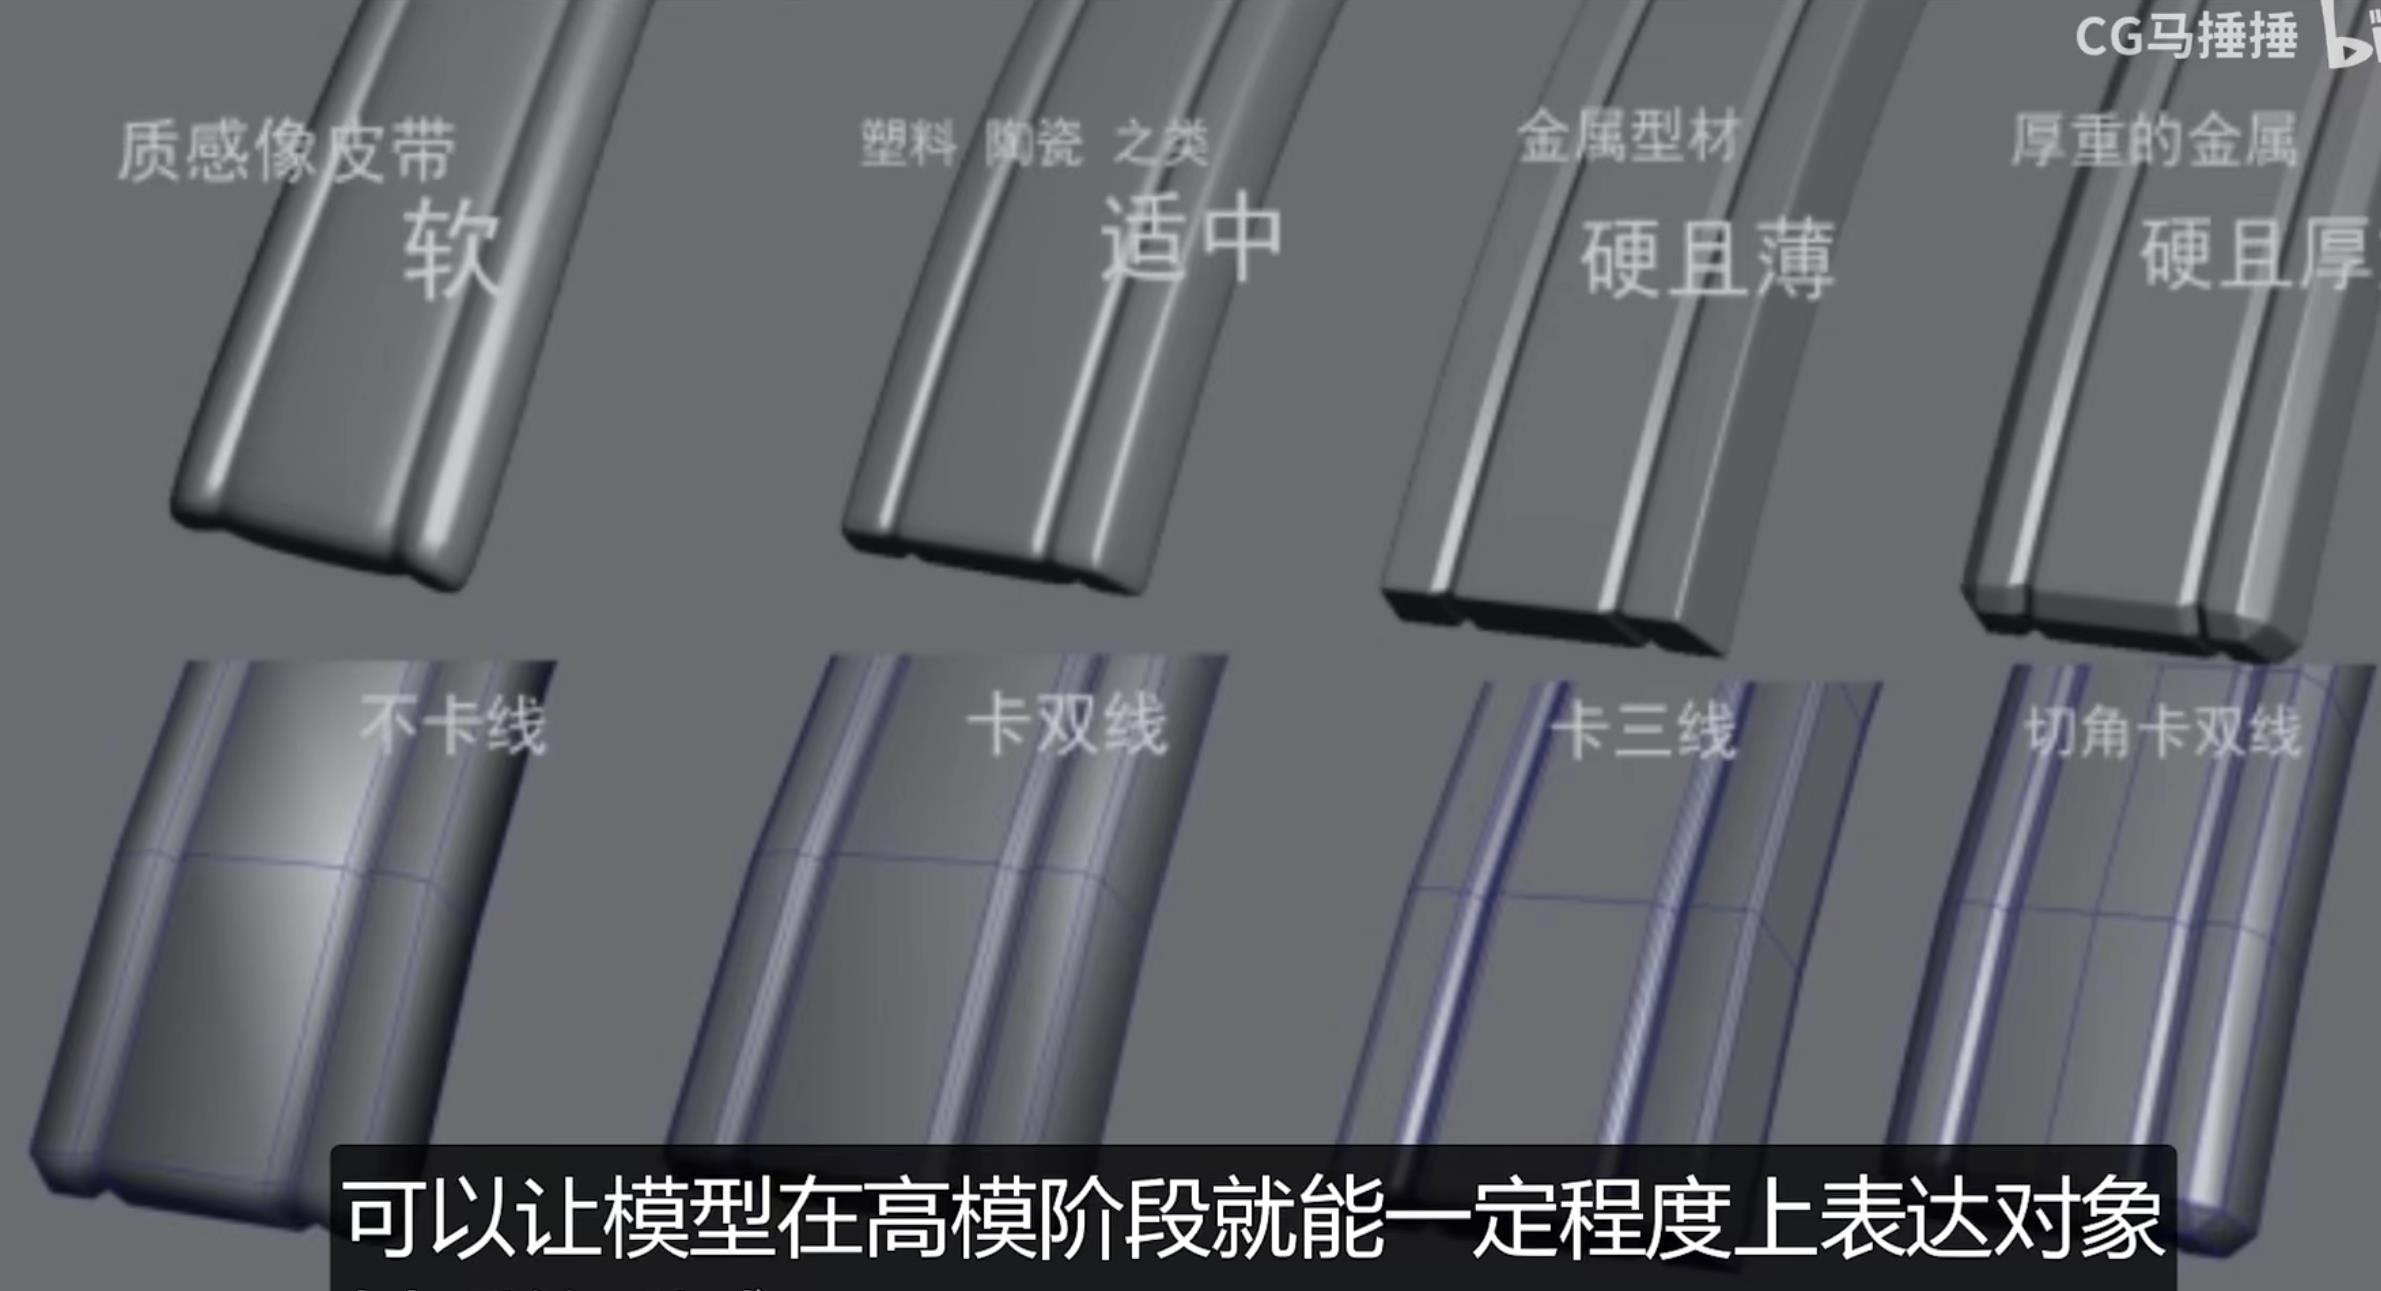 CG马捶捶
质感像皮带
塑料 陶瓷 之类
金属型材
厚重的金属
软
适中
硬且薄
硬且厚
不卡线
卡双线
卡三线
切角卡双线
可以让模型在高模阶段就能一定程度上表达对象